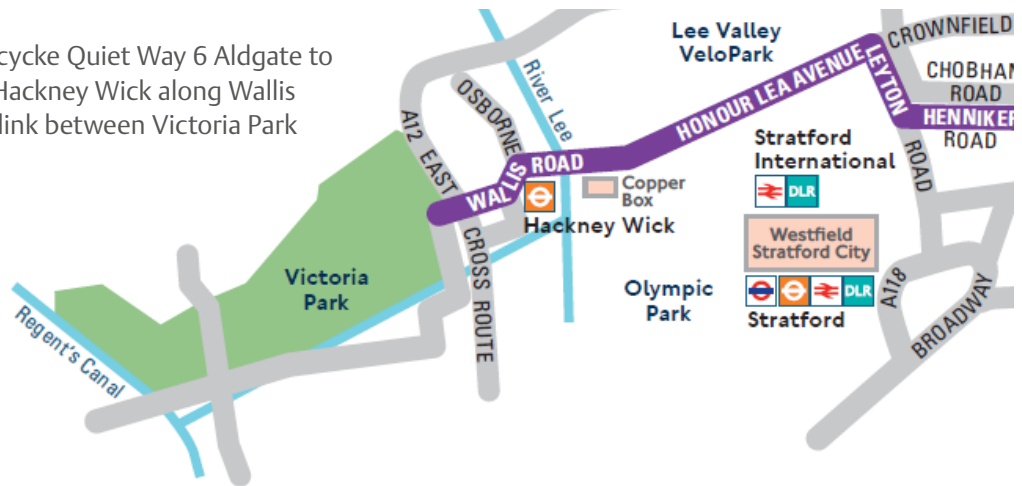 cycke Quiet Way 6 Aldgate to
Hackney Wick along Wallis
link between Victoria Park
Lee Valley
VeloPark
CROWNFIELD
CHOBHAM
ROAD
HENNIKER
ROAD
LEYTON
ROAD
HONOUR LEA AVENUE
River Lee
OSBORNE
A12 EAST
CROSS ROUTE
WALLIS ROAD
Stratford
International
DLR
Copper
Box
Hackney Wick
Westfield
Stratford City
Victoria
Park
Olympic
Park
DLR
Stratford
A118
BROADWAY
Regent's Canal